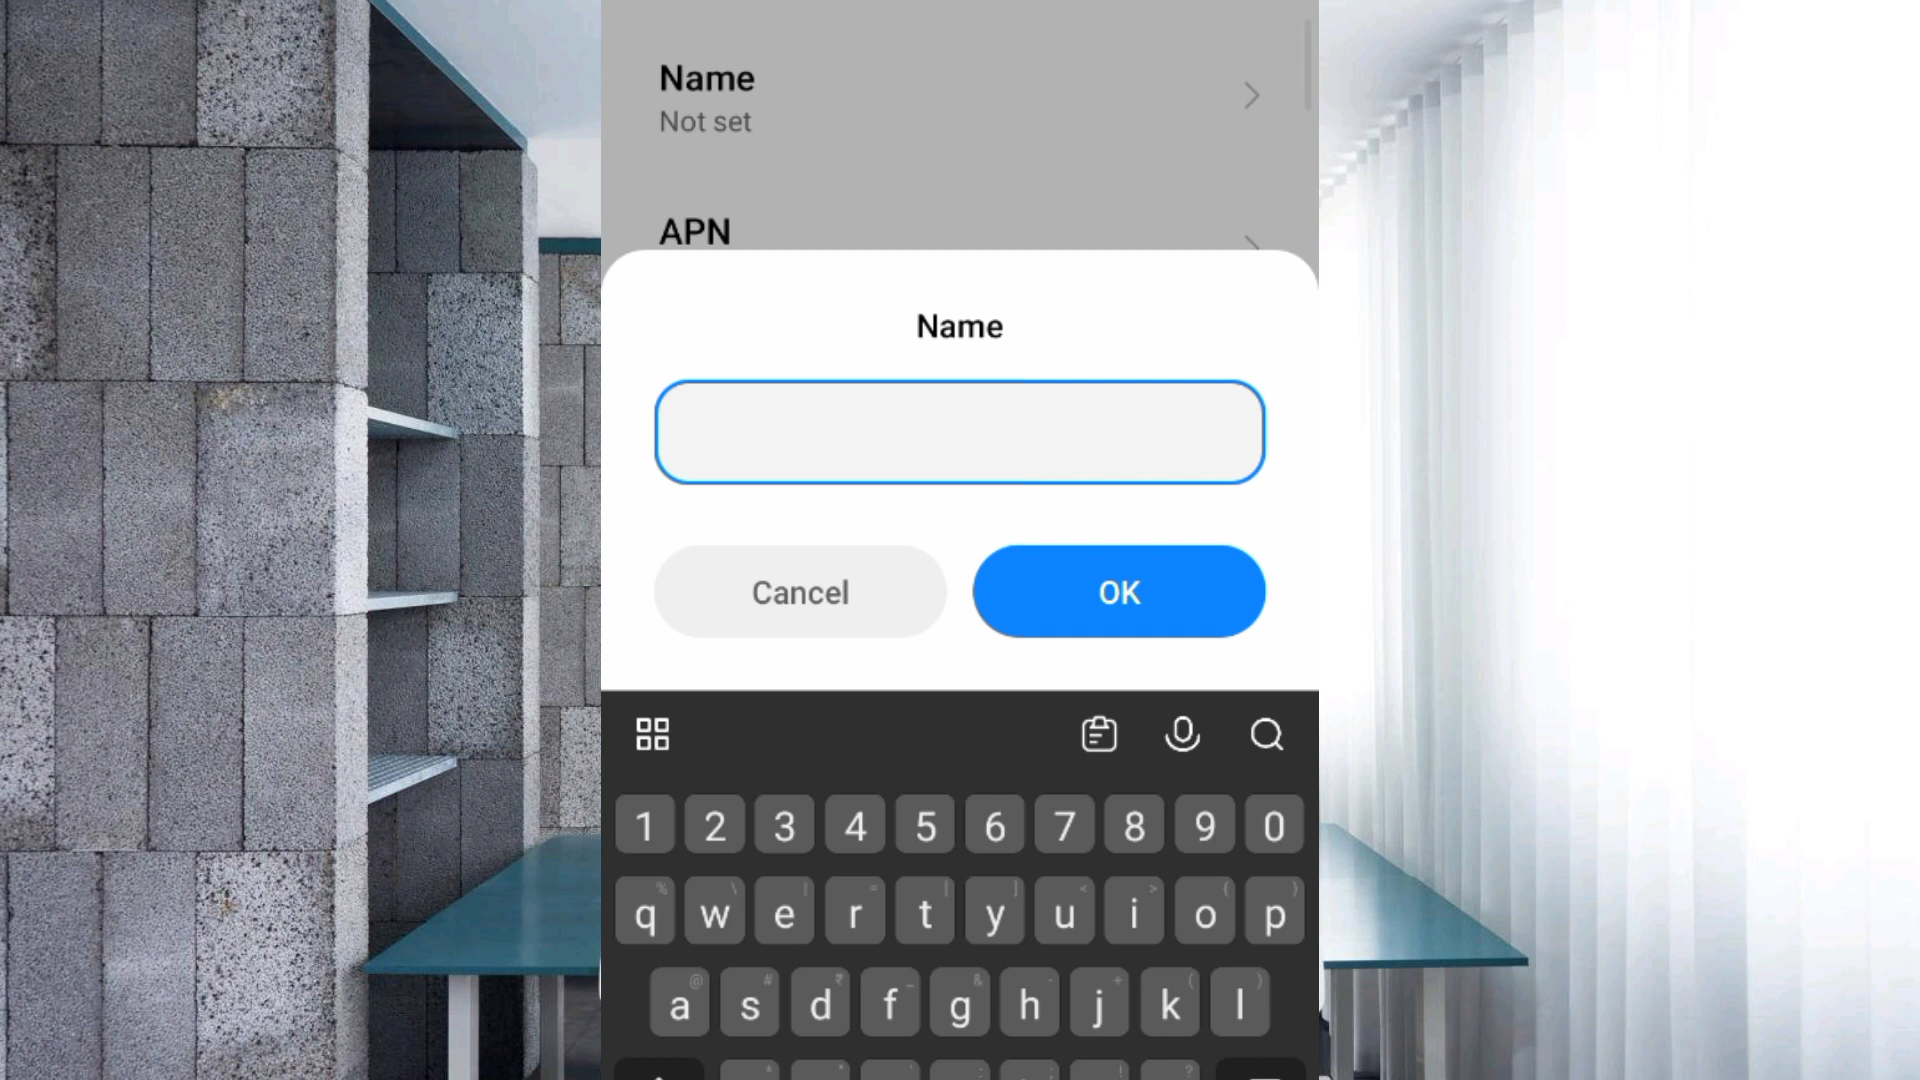 Name
Not set
APN
Name
Cancel
OK
1 2 3 4 5 6 7 8 9 0
q w e r t y u i o p
a s d f g h j k l